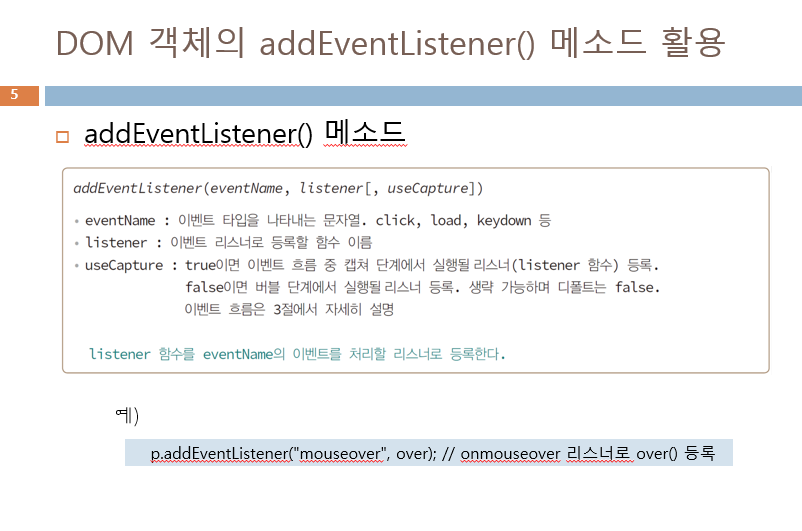 DOM 객체의 addEventListener() 메소드 활용
5
addEventListener() 메소드
addEventListener(eventName, listener[, useCapture])
• eventName : 이벤트 타입을 나타내는 문자열. click, load, keydown 등
• listener : 이벤트 리스너로 등록할 함수 이름
• useCapture : true이면 이벤트 흐름 중 캡쳐 단계에서 실행될 리스너(listener 함수) 등록.
false이면 버블 단계에서 실행될 리스너 등록. 생략 가능하며 디폴트는 false.
이벤트 흐름은 3절에서 자세히 설명
listener 함수를 eventName의 이벤트를 처리할 리스너로 등록한다.
예)
p.addEventListener("mouseover", over); // onmouseover 리스너로 over() 등록